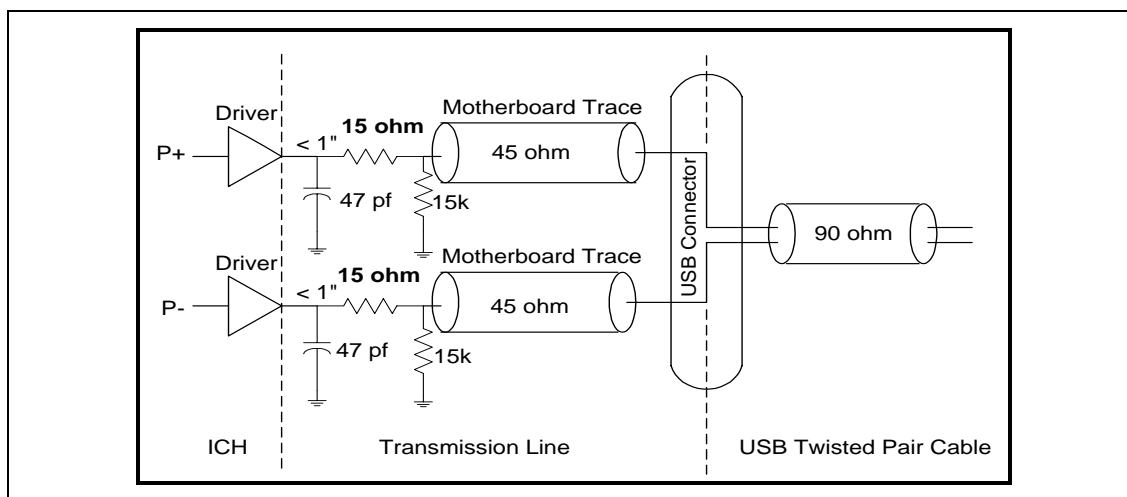 Driver
P+
< 1"
15 ohm
47 pf
15k
Motherboard Trace
45 ohm
Driver
P-
< 1"
15 ohm
47 pf
15k
Motherboard Trace
45 ohm
USB Connector
90 ohm
ICH
Transmission Line
USB Twisted Pair Cable